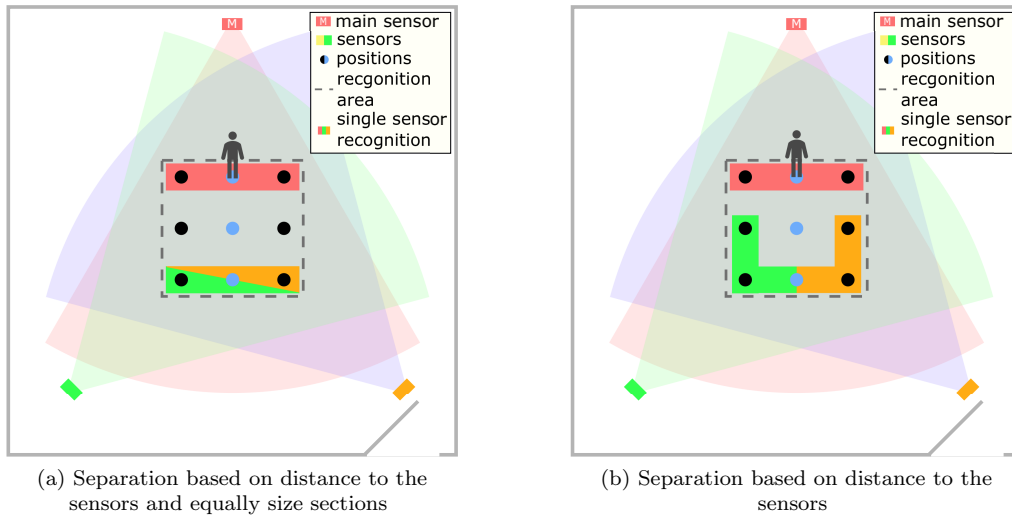 M
main sensor
sensors
positions
recgonition
area
single sensor
recognition
M
main sensor
sensors
positions
recgonition
area
single sensor
recognition
(a) Separation based on distance to the
sensors and equally size sections
(b) Separation based on distance to the
sensors